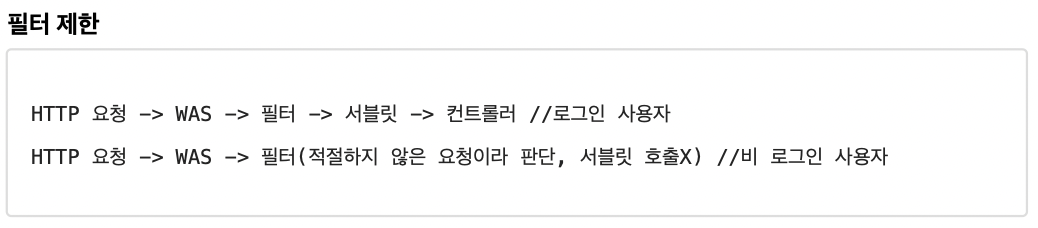 필터 제한
HTTP 요청 -> WAS -> 필터 -> 서블릿 -> 컨트롤러 //로그인 사용자
HTTP 요청 -> WAS -> 필터(적절하지 않은 요청이라 판단, 서블릿 호출X) //비 로그인 사용자